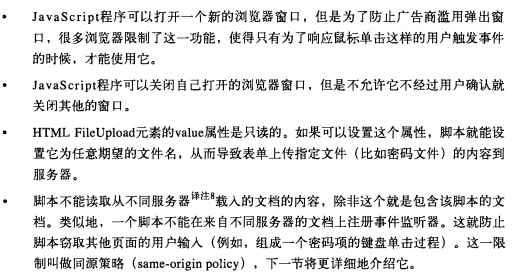 • JavaScript程序可以打开一个新的浏览器窗口，但是为了防止广告商滥用弹出窗
口，很多浏览器限制了这一功能，使得只有为了响应鼠标单击这样的用户触发事件
的时候，才能使用它。
• JavaScript程序可以关闭自己打开的浏览器窗口，但是不允许它不经过用户确认就
关闭其他的窗口。
• HTML FileUpload元素的value属性是只读的。如果可以设置这个属性，脚本就能设
置它为任意期望的文件名，从而导致表单上传指定文件（比如密码文件）的内容到
服务器。
• 脚本不能读取从不同服务器译注8载入的文档的内容，除非这个就是包含该脚本的文
档。类似地，一个脚本不能在来自不同服务器的文档上注册事件监听器。这就防止
脚本窃取其他页面的用户输入（例如，组成一个密码项的键盘单击过程）。这一限
制叫做同源策略（same-origin policy），下一节将更详细地介绍它。